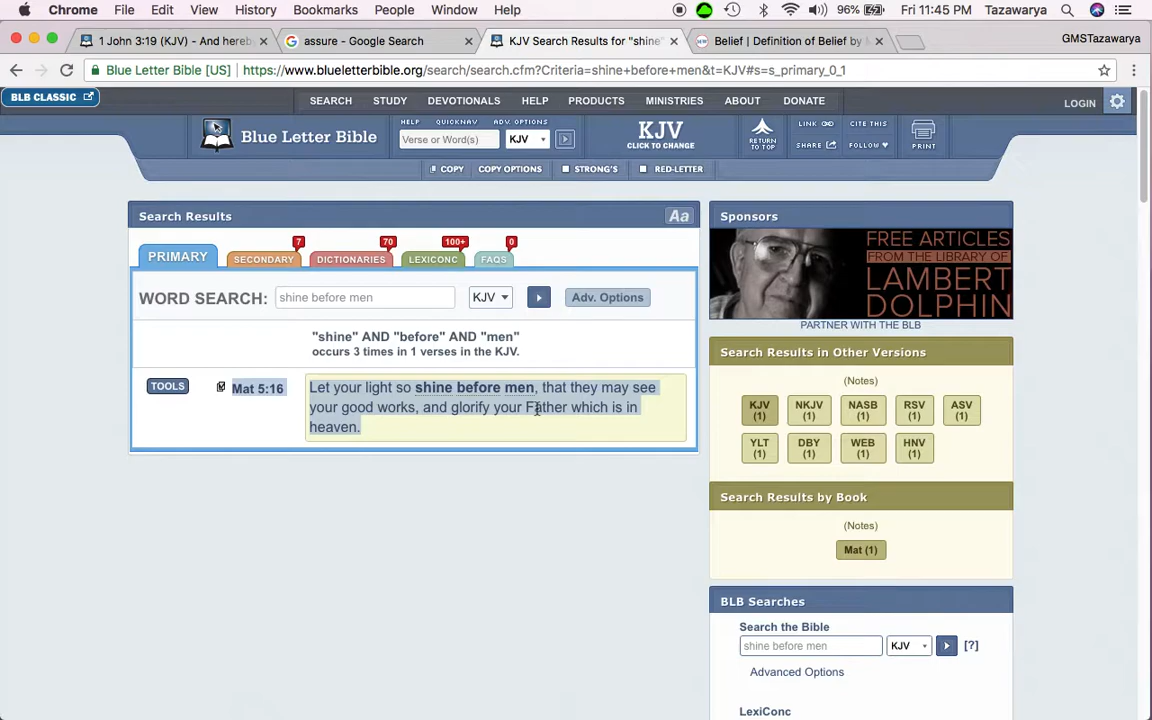 Chrome File Edit View History Bookmarks People Window Help 96% Fri 11:45 PM Tazawarya
1 John 3:19 (KJV) - And hereb
assure - Google Search
KJV Search Results for "shine"
Belief | Definition of Belief by M
GMSTazawarya
Blue Letter Bible [US] https://www.blueletterbible.org/search/search.cfm?Criteria=shine+before+men&t=KJV#s=s_primary_0_1
BLB CLASSIC
SEARCH STUDY DEVOTIONALS HELP PRODUCTS MINISTRIES ABOUT DONATE
LOGIN
Blue Letter Bible
HELP QUICKNAV ADV. OPTIONS
Verse or Word(s) KJV
KJV
CLICK TO CHANGE
RETURN
TO TOP
LINK
SHARE
CITE THIS
FOLLOW
PRINT
COPY COPY OPTIONS STRONG'S RED-LETTER
Search Results
Aa
7 70 100+ 0
PRIMARY SECONDARY DICTIONARIES LEXICONC FAQS
WORD SEARCH: shine before men KJV Adv. Options
"shine" AND "before" AND "men"
occurs 3 times in 1 verses in the KJV.
TOOLS
Mat 5:16
Let your light so shine before men, that they may see
your good works, and glorify your Father which is in
heaven.
Sponsors
FREE ARTICLES
FROM THE LIBRARY OF
LAMBERT
DOLPHIN
PARTNER WITH THE BLB
Search Results in Other Versions
(Notes)
KJV
(1)
NKJV
(1)
NASB
(1)
RSV
(1)
ASV
(1)
YLT
(1)
DBY
(1)
WEB
(1)
HNV
(1)
Search Results by Book
(Notes)
Mat (1)
BLB Searches
Search the Bible
shine before men KJV [?]
Advanced Options
LexiConc